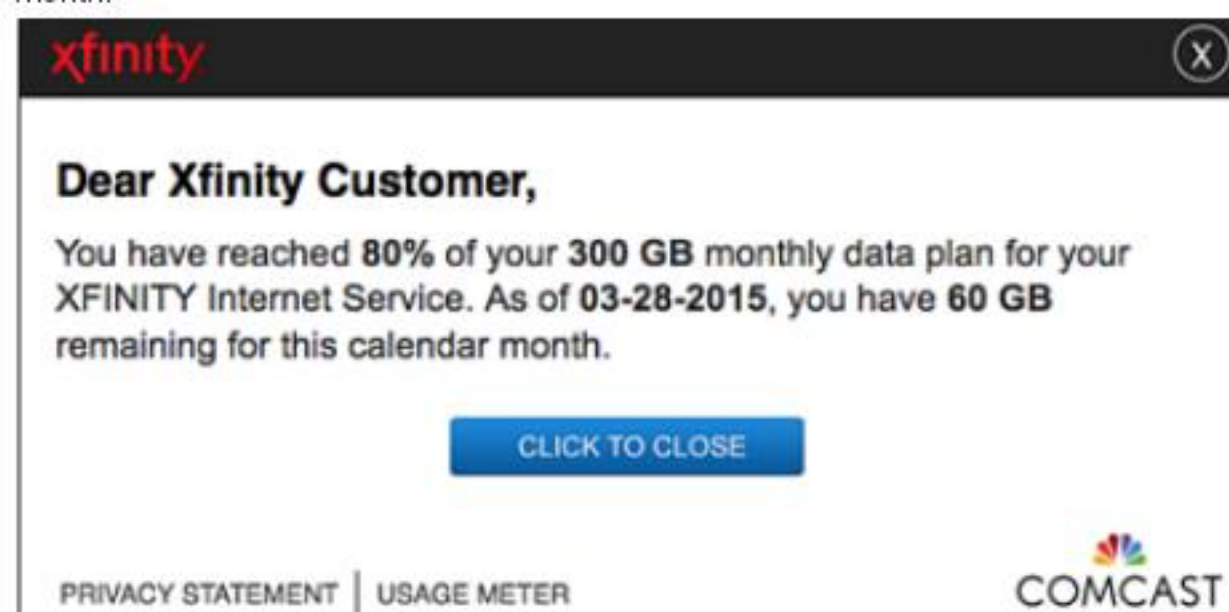 xfinity
X
Dear Xfinity Customer,
You have reached 80% of your 300 GB monthly data plan for your
XFINITY Internet Service. As of 03-28-2015, you have 60 GB
remaining for this calendar month.
CLICK TO CLOSE
PRIVACY STATEMENT | USAGE METER
COMCAST